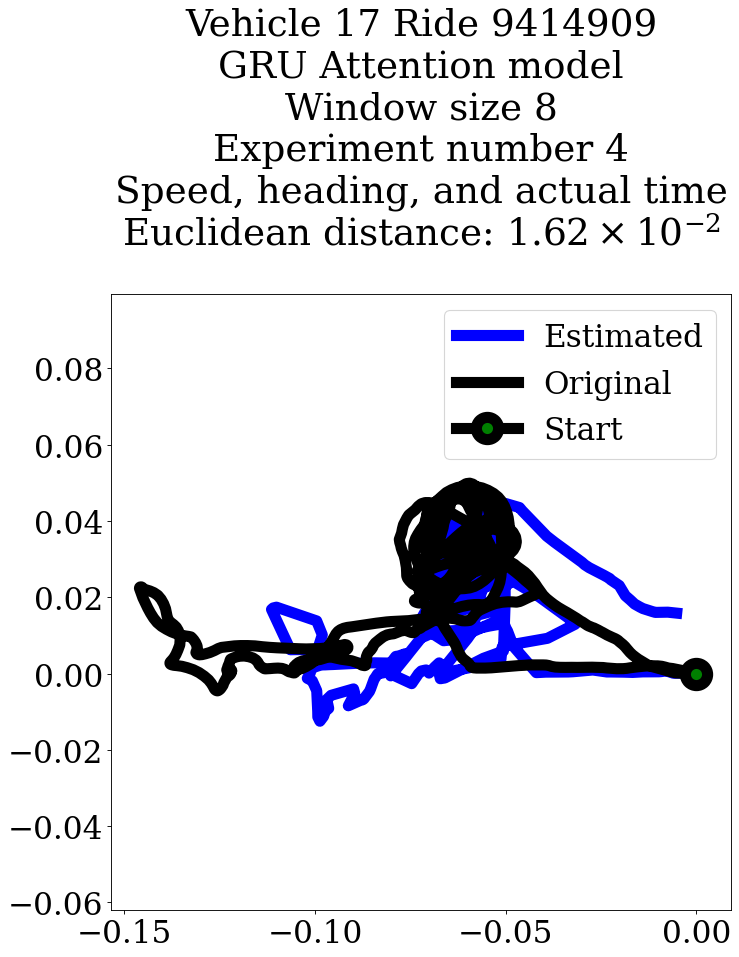 Vehicle 17 Ride 9414909
GRU Attention model
Window size 8
Experiment number 4
Speed, heading, and actual time
Euclidean distance: 1.62 × 10⁻²
Estimated
Original
Start
0.08
0.06
0.04
0.02
0.00
−0.02
−0.04
−0.06
−0.15
−0.10
−0.05
0.00